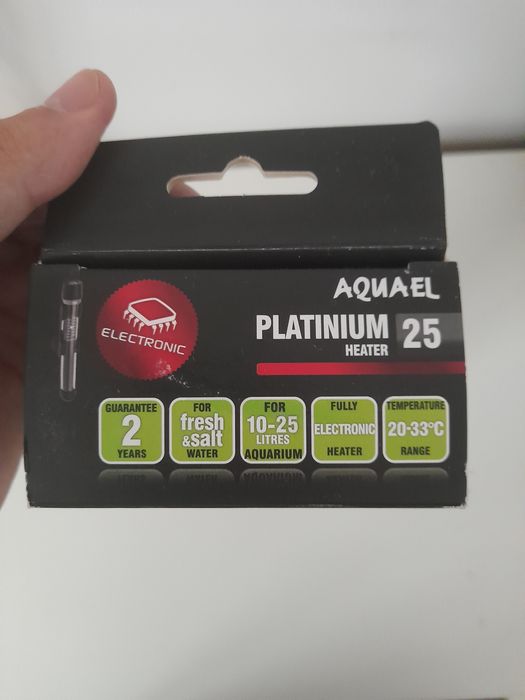 AQUAEL
ELECTRONIC
PLATINIUM 25
HEATER
GUARANTEE
2
YEARS
FOR
fresh
&salt
WATER
FOR
10-25
LITRES
AQUARIUM
FULLY
ELECTRONIC
HEATER
TEMPERATURE
20-33°C
RANGE